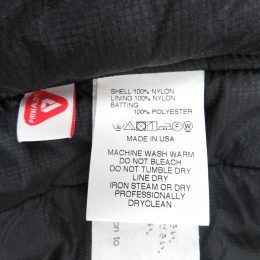 SHELL 100% NYLON
LINING 100% NYLON
BATTING
100% POLYESTER
MADE IN USA
MACHINE WASH WARM
DO NOT BLEACH
DO NOT TUMBLE DRY
LINE DRY
IRON STEAM OR DRY
PROFESSIONALLY
DRYCLEAN